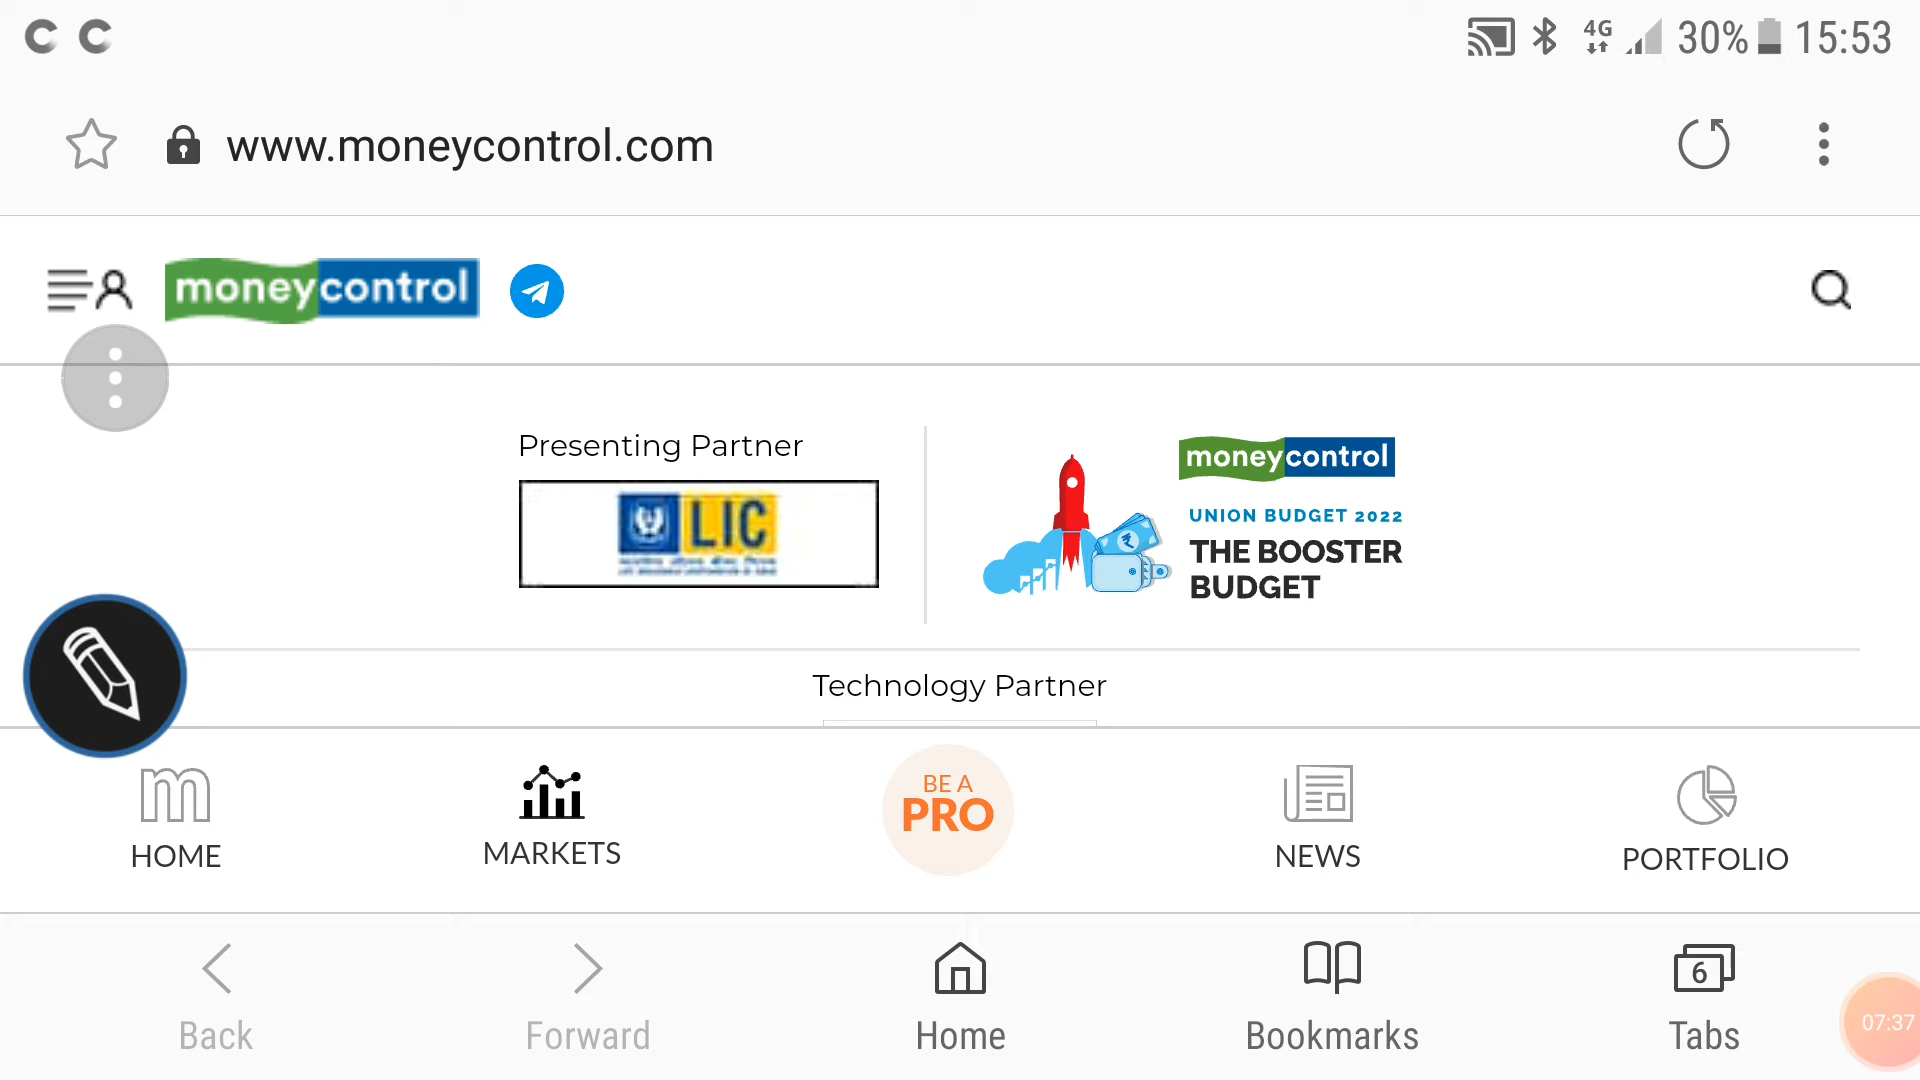 4G 30% 15:53
www.moneycontrol.com
moneycontrol
Presenting Partner
LIC
moneycontrol
UNION BUDGET 2022
THE BOOSTER
BUDGET
Technology Partner
BE A
PRO
HOME
MARKETS
NEWS
PORTFOLIO
6
Back
Forward
Home
Bookmarks
Tabs
07:37